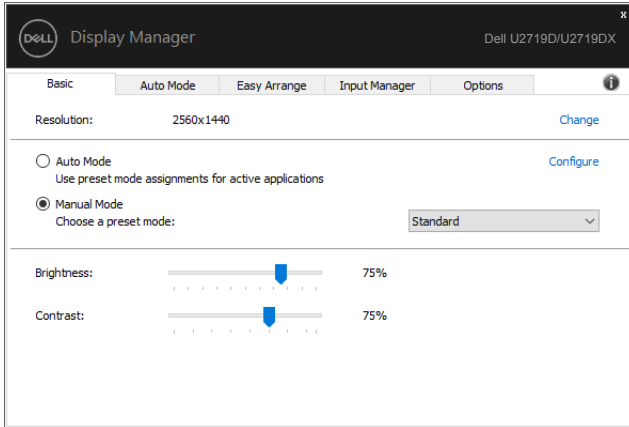 x
DELL Display Manager Dell U2719D/U2719DX
Basic Auto Mode Easy Arrange Input Manager Options i
Resolution: 2560x1440 Change
Auto Mode Configure
Use preset mode assignments for active applications
Manual Mode
Choose a preset mode: Standard
Brightness: 75%
Contrast: 75%